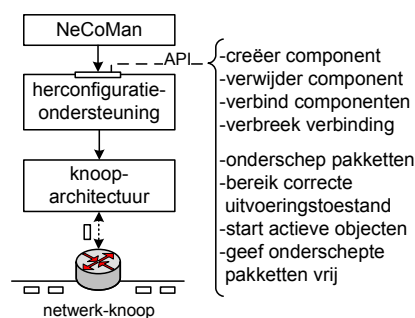 NeCoMan
API
herconfiguratie-
ondersteuning
knoop-
architectuur
netwerk-knoop
-creëer component
-verwijder component
-verbind componenten
-verbreek verbinding
-onderschep pakketten
-bereik correcte
uitvoeringstoestand
-start actieve objecten
-geef onderschepte
pakketten vrij